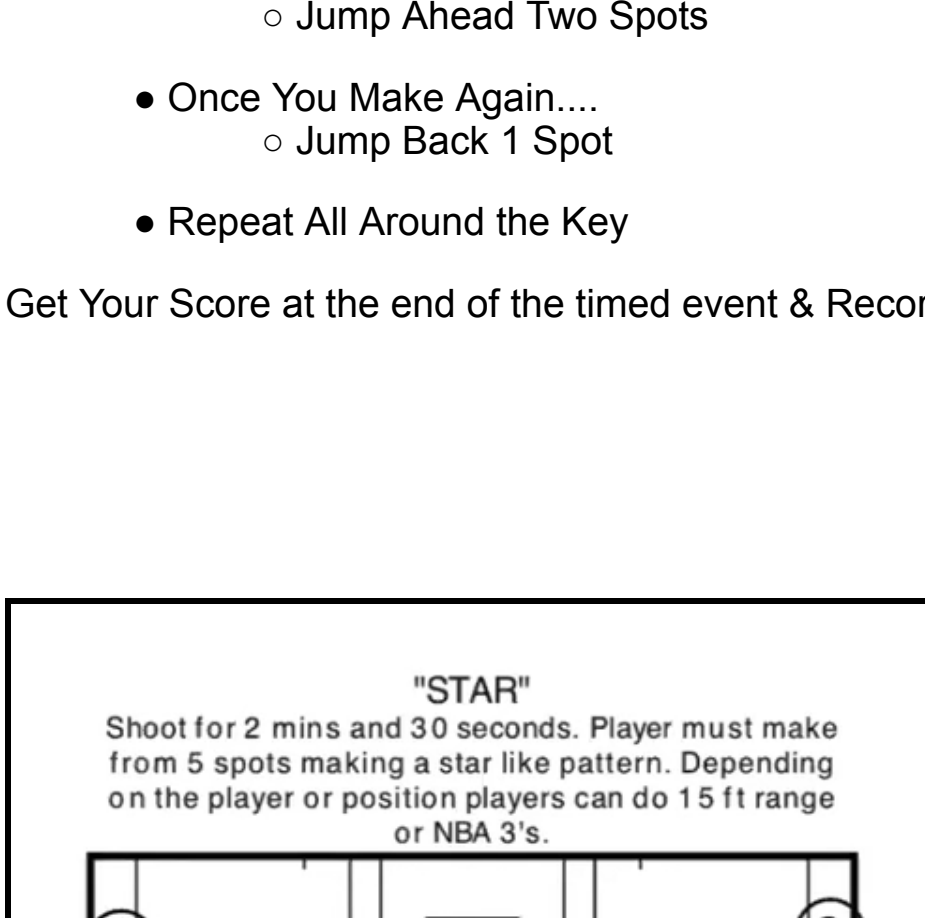 ○ Jump Ahead Two Spots
● Once You Make Again....
○ Jump Back 1 Spot
● Repeat All Around the Key
Get Your Score at the end of the timed event &
"STAR"
Shoot for 2 mins and 30 seconds. Player must make
from 5 spots making a star like pattern. Depending
on the player or position players can do 15 ft range
or NBA 3's.